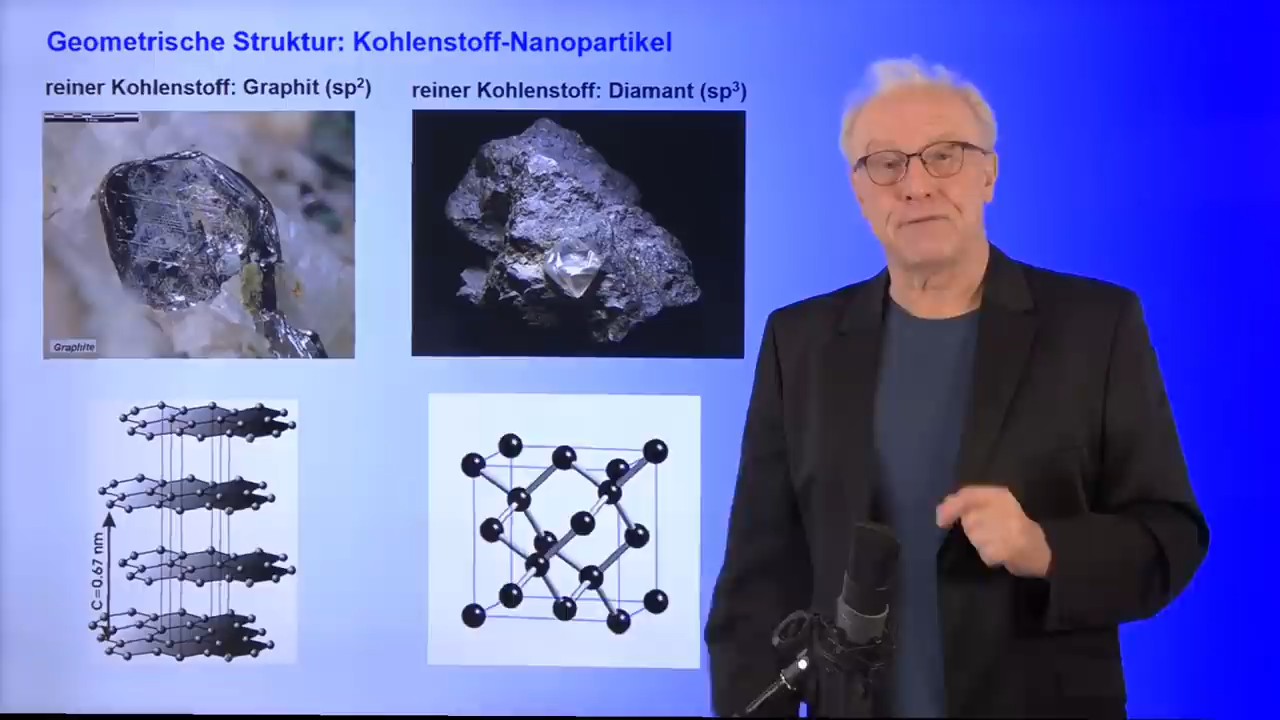 Geometrische Struktur: Kohlenstoff-Nanopartikel
reiner Kohlenstoff: Graphit (sp²)
reiner Kohlenstoff: Diamant (sp³)
Graphite
C=0.67 nm